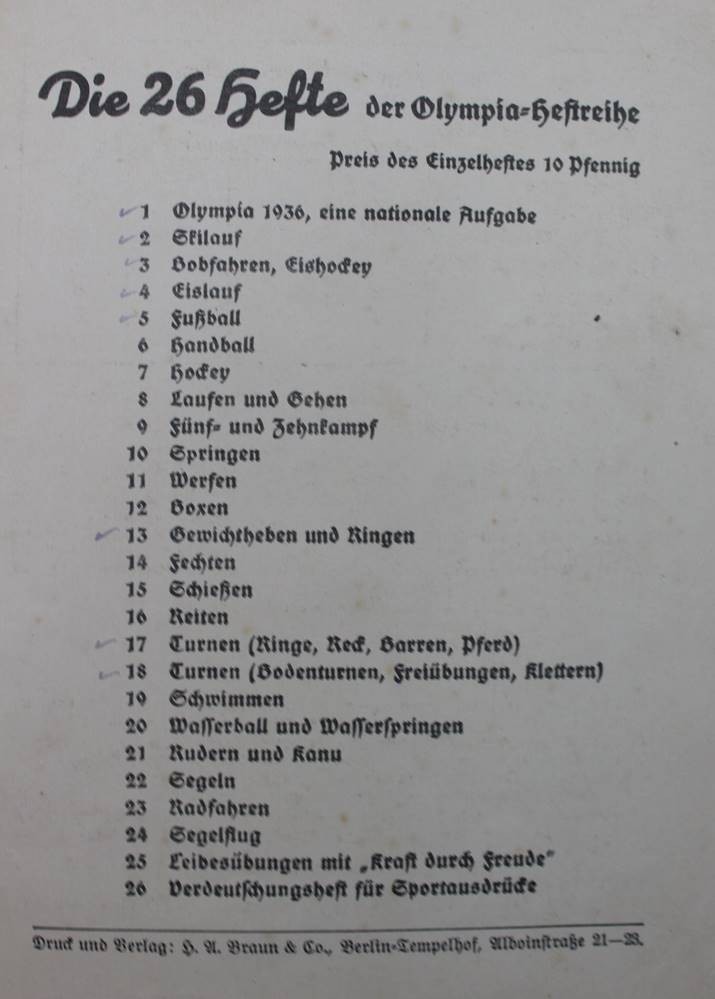 Die 26 Hefte der Olympia-Heftreihe
Preis des Einzelheftes 10 Pfennig
1 Olympia 1936, eine nationale Aufgabe
2 Skilauf
3 Bobfahren, Eishockey
4 Eislauf
5 Fußball
6 Handball
7 Hockey
8 Laufen und Gehen
9 Fünf- und Zehnkampf
10 Springen
11 Werfen
12 Boxen
13 Gewichtheben und Ringen
14 Fechten
15 Schießen
16 Reiten
17 Turnen (Ringe, Reck, Barren, Pferd)
18 Turnen (Bodenturnen, Freiübungen, Klettern)
19 Schwimmen
20 Wasserball und Wasserspringen
21 Rudern und Kanu
22 Segeln
23 Radfahren
24 Segelflug
25 Leibesübungen mit „Kraft durch Freude"
26 Verdeutschungsheft für Sportausdrücke
Druck und Verlag: H. A. Braun & Co., Berlin-Tempelhof, Alboinstraße 21—23.